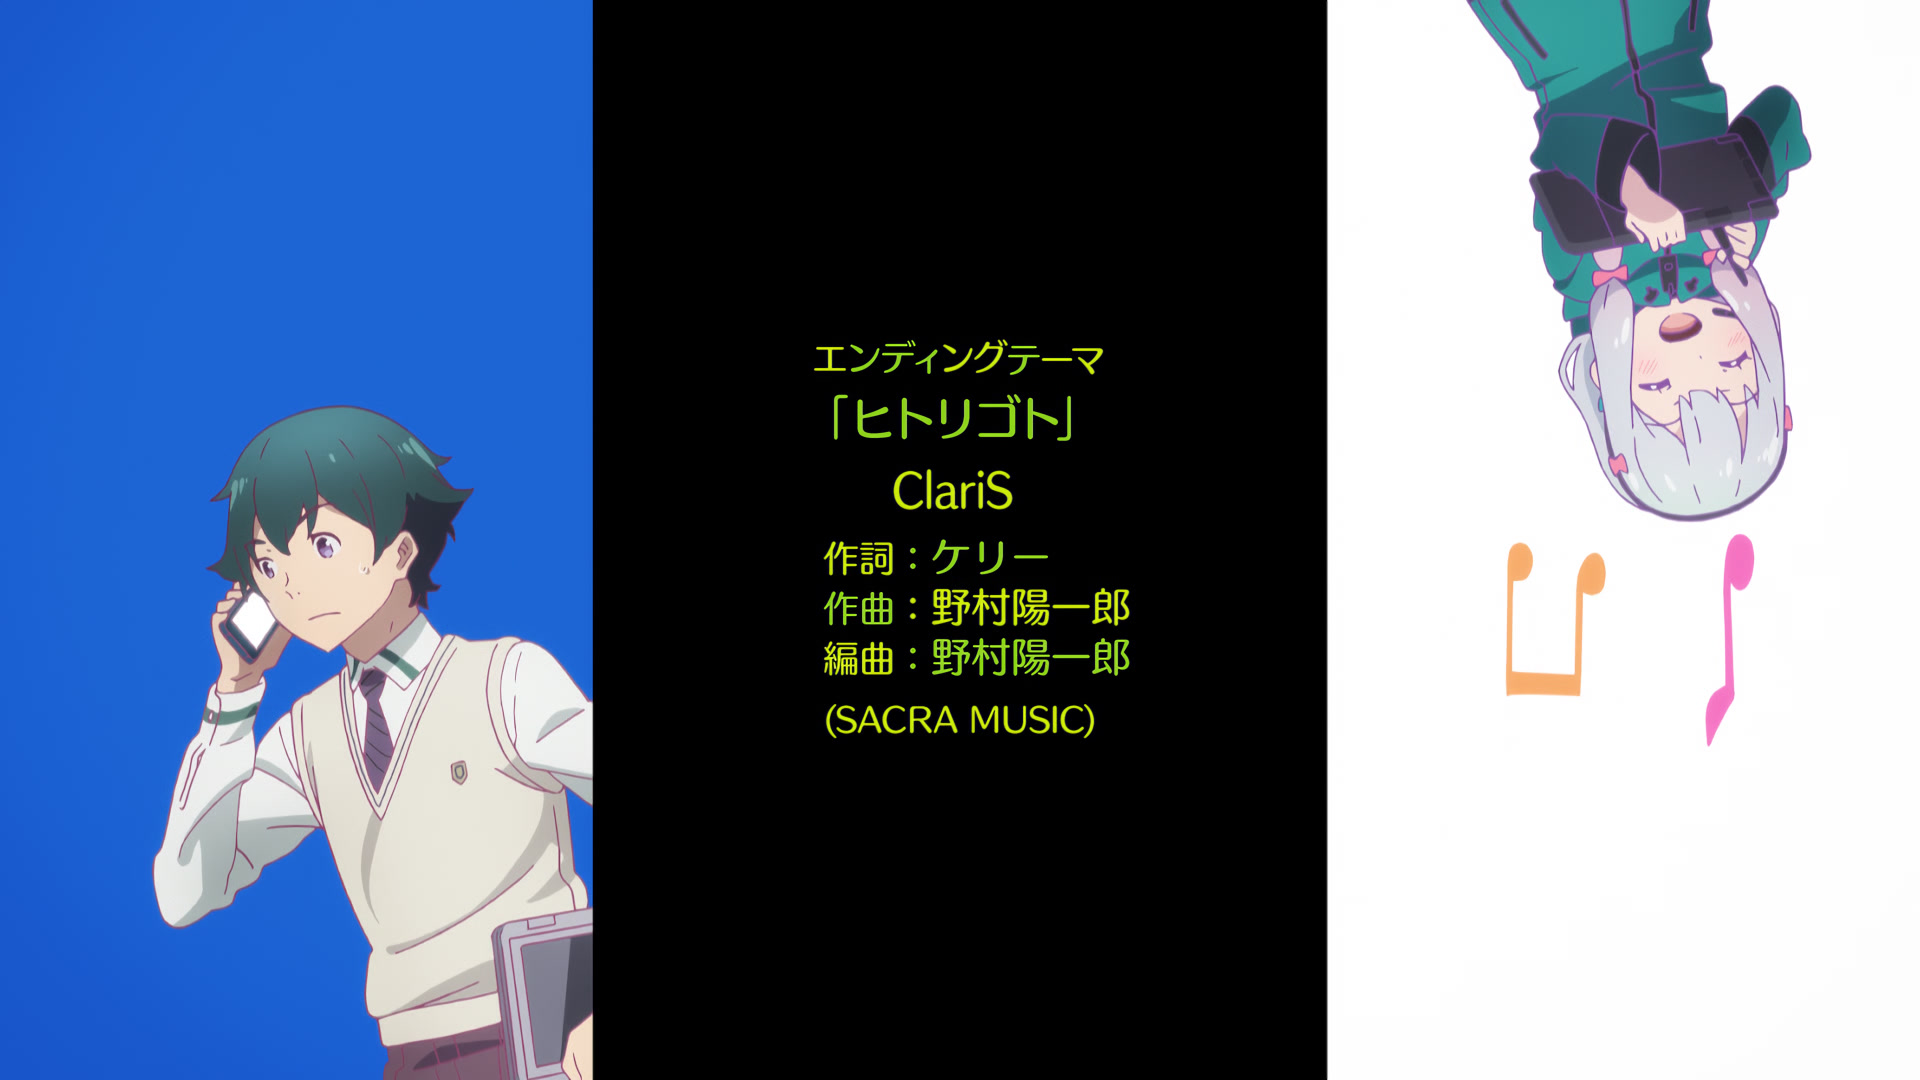 エンディングテーマ
「ヒトリゴト」
ClariS
作詞：ケリー
作曲：野村陽一郎
編曲：野村陽一郎
(SACRA MUSIC)